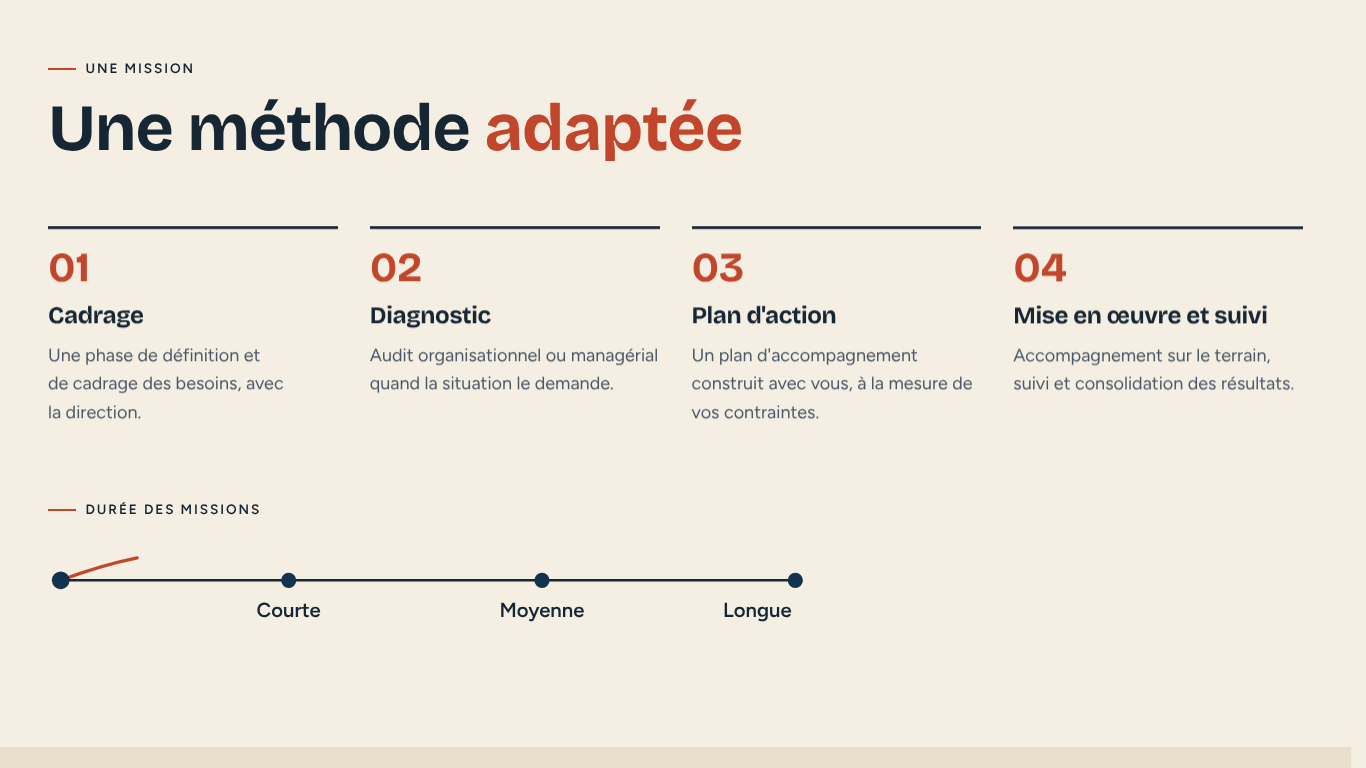 UNE MISSION
Une méthode adaptée
01
Cadrage
Une phase de définition et
de cadrage des besoins, avec
la direction.
02
Diagnostic
Audit organisationnel ou managérial
quand la situation le demande.
03
Plan d'action
Un plan d'accompagnement
construit avec vous, à la mesure de
vos contraintes.
04
Mise en œuvre et suivi
Accompagnement sur le terrain,
suivi et consolidation des résultats.
DURÉE DES MISSIONS
Courte
Moyenne
Longue